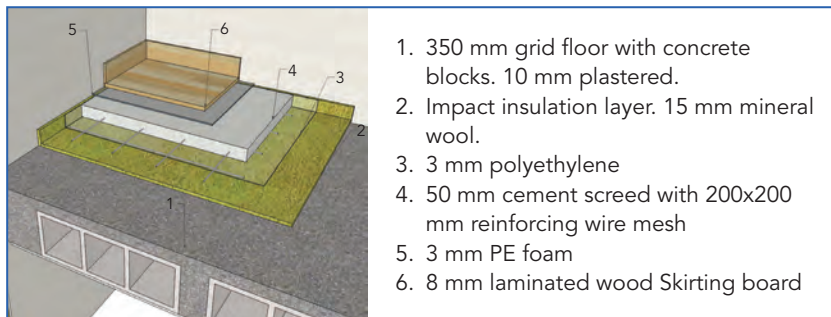 5
6
4
3
2
1
1. 350 mm grid floor with concrete
blocks. 10 mm plastered.
2. Impact insulation layer. 15 mm mineral
wool.
3. 3 mm polyethylene
4. 50 mm cement screed with 200x200
mm reinforcing wire mesh
5. 3 mm PE foam
6. 8 mm laminated wood Skirting board